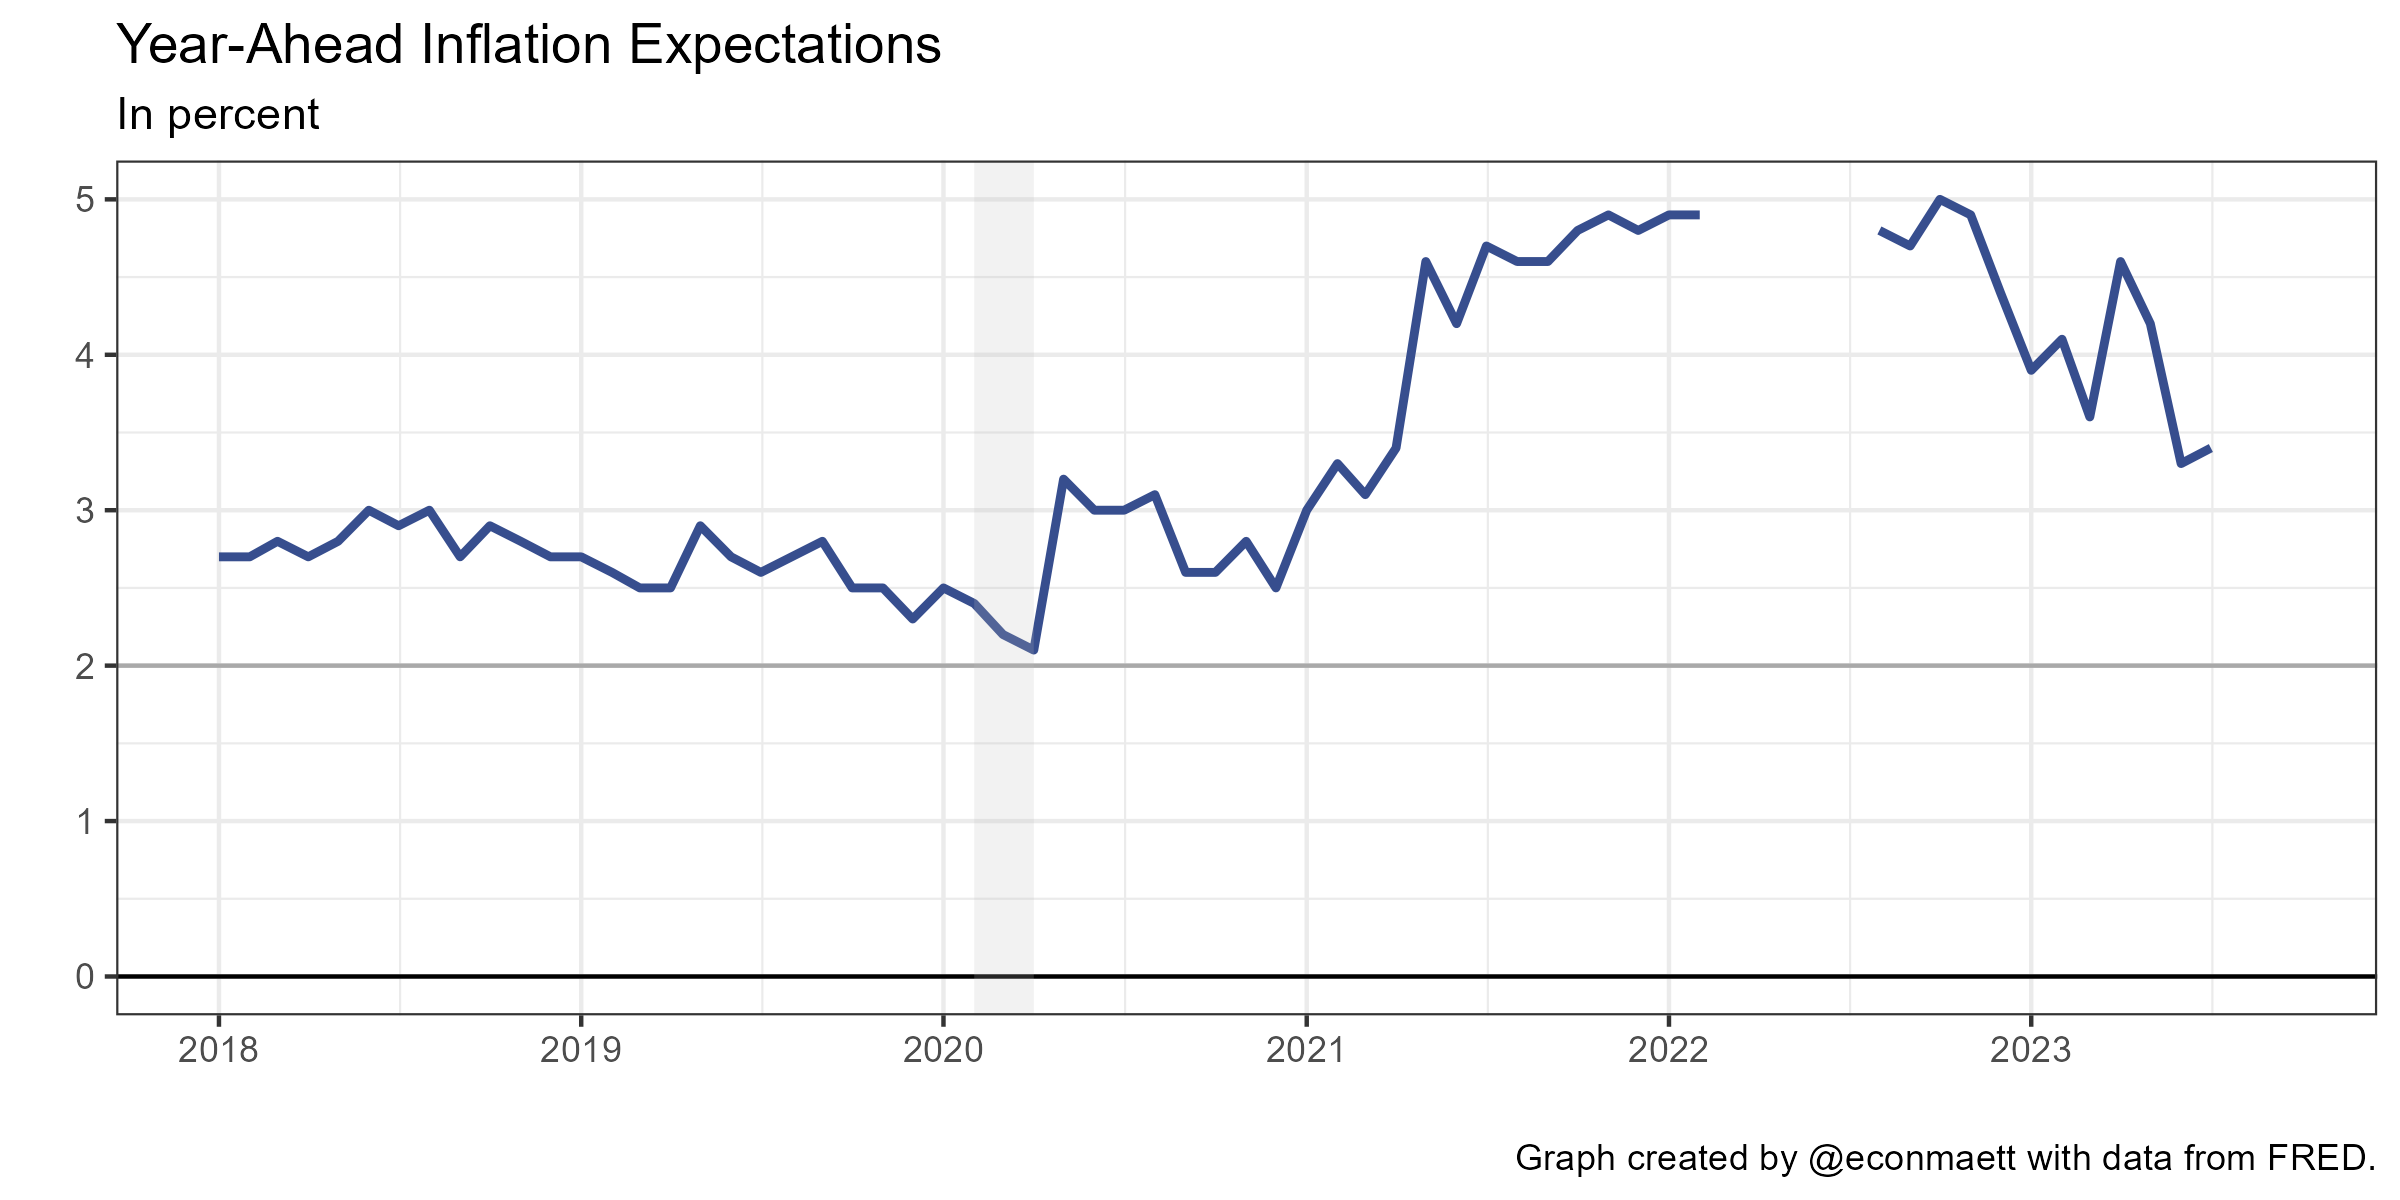 Year-Ahead Inflation Expectations
In percent
5
4
3
2
1
0
2018 2019 2020 2021 2022 2023
Graph created by @econmaett with data from FRED.